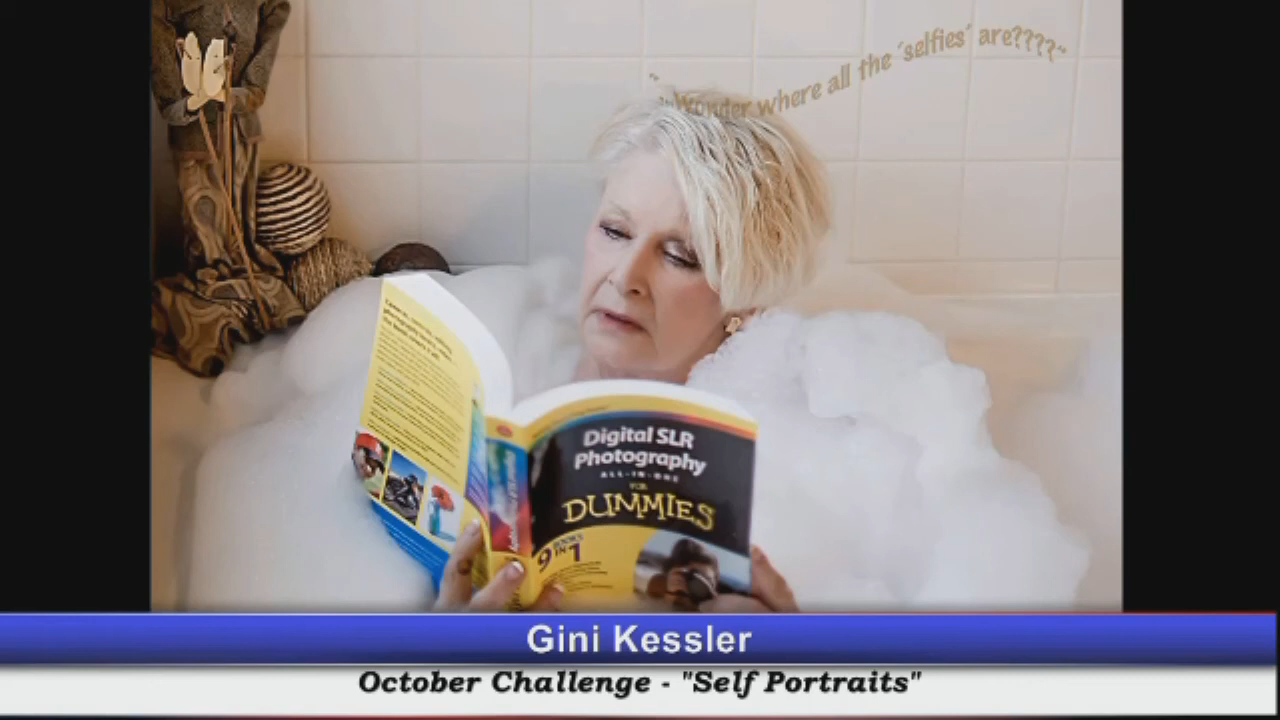 "Wonder where all the 'selfies' are????"
Digital SLR
Photography
ALL-IN-ONE
FOR
DUMMIES
9 BOOKS
IN 1
Gini Kessler
October Challenge - "Self Portraits"